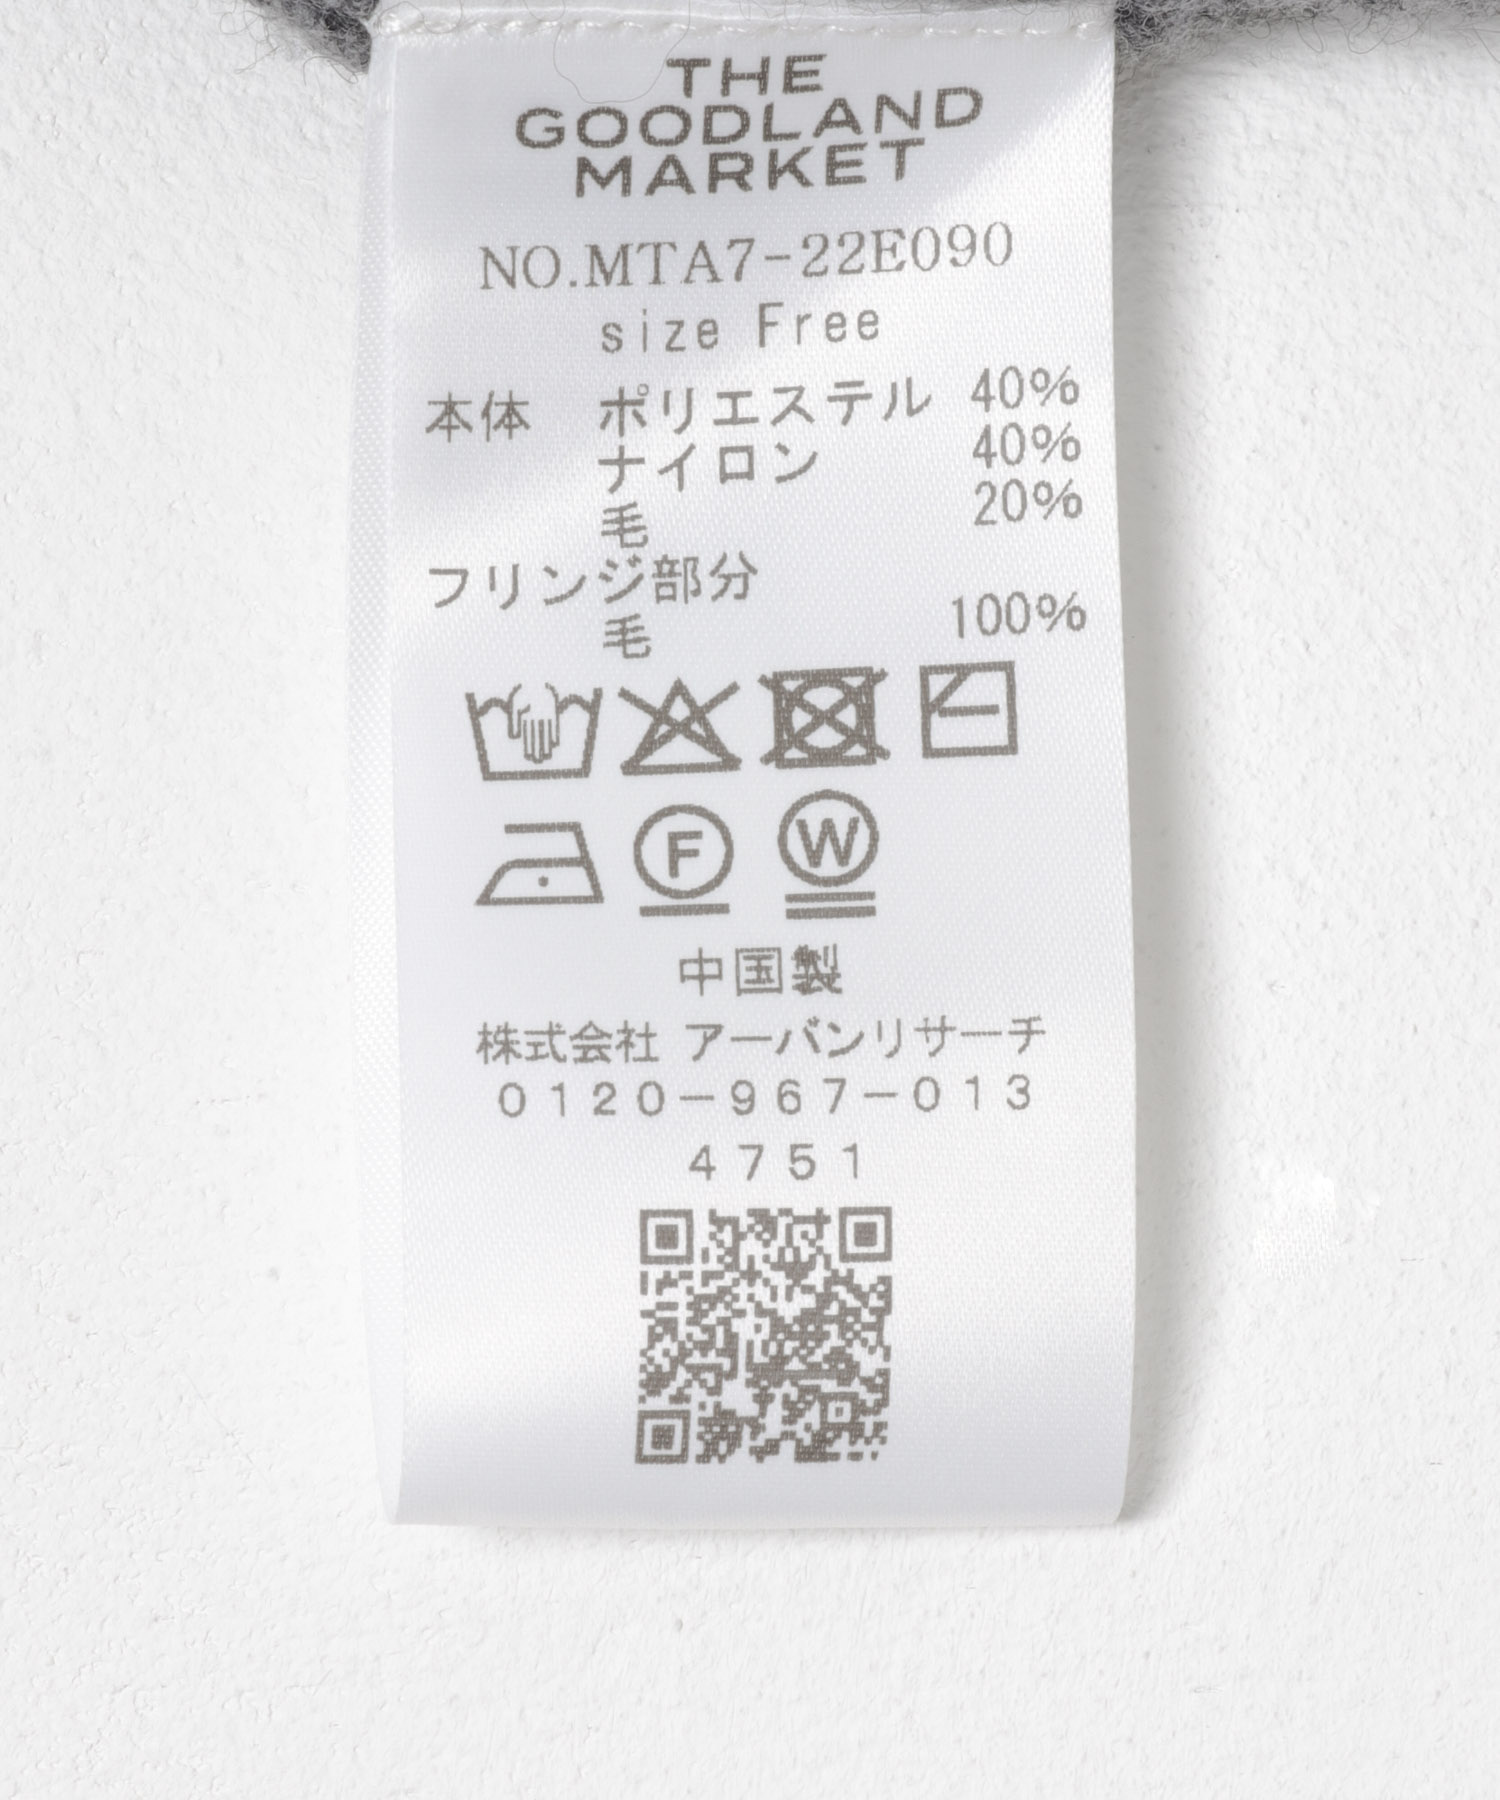 THE
GOODLAND
MARKET
NO.MTA7-22E090
size Free
本体 ポリエステル 40%
ナイロン 40%
毛 20%
フリンジ部分
毛 100%
F W
中国製
株式会社 アーバンリサーチ
0120-967-013
4751